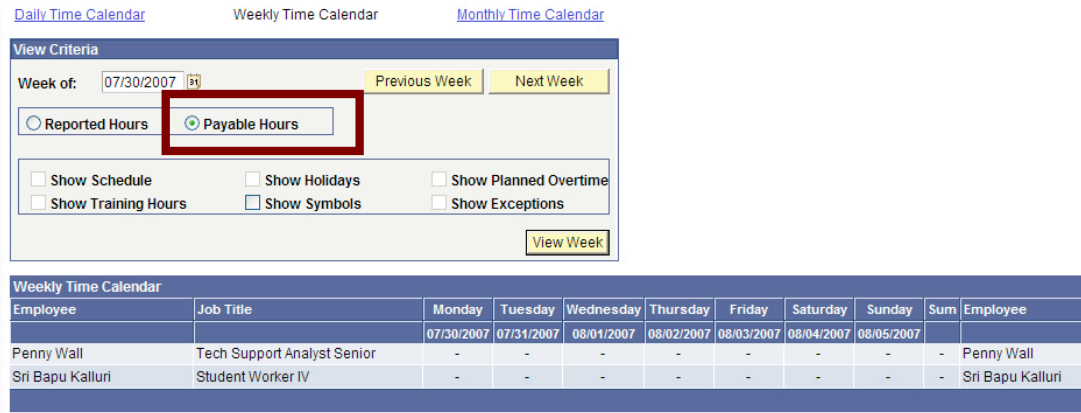 Daily Time Calendar Weekly Time Calendar Monthly Time Calendar
View Criteria
Week of: 07/30/2007 31 Previous Week Next Week
Reported Hours Payable Hours
Show Schedule Show Holidays Show Planned Overtime
Show Training Hours Show Symbols Show Exceptions
View Week
Weekly Time Calendar
Employee Job Title Monday Tuesday Wednesday Thursday Friday Saturday Sunday Sum Employee
07/30/2007 07/31/2007 08/01/2007 08/02/2007 08/03/2007 08/04/2007 08/05/2007
Penny Wall Tech Support Analyst Senior - - - - - - - - Penny Wall
Sri Bapu Kalluri Student Worker IV - - - - - - - - Sri Bapu Kalluri